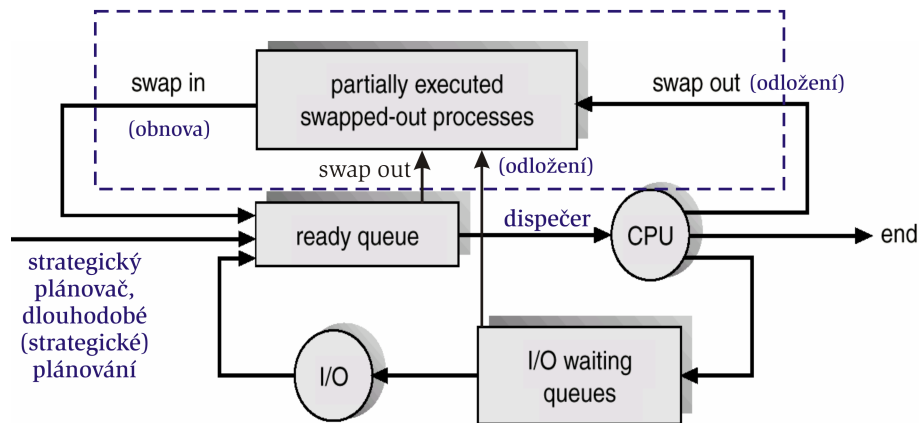 swap in
(obnova)
partially executed
swapped-out processes
swap out (odložení)
swap out
(odložení)
ready queue
dispečer
CPU
end
strategický
plánovač,
dlouhodobé
(strategické)
plánování
I/O
I/O waiting
queues